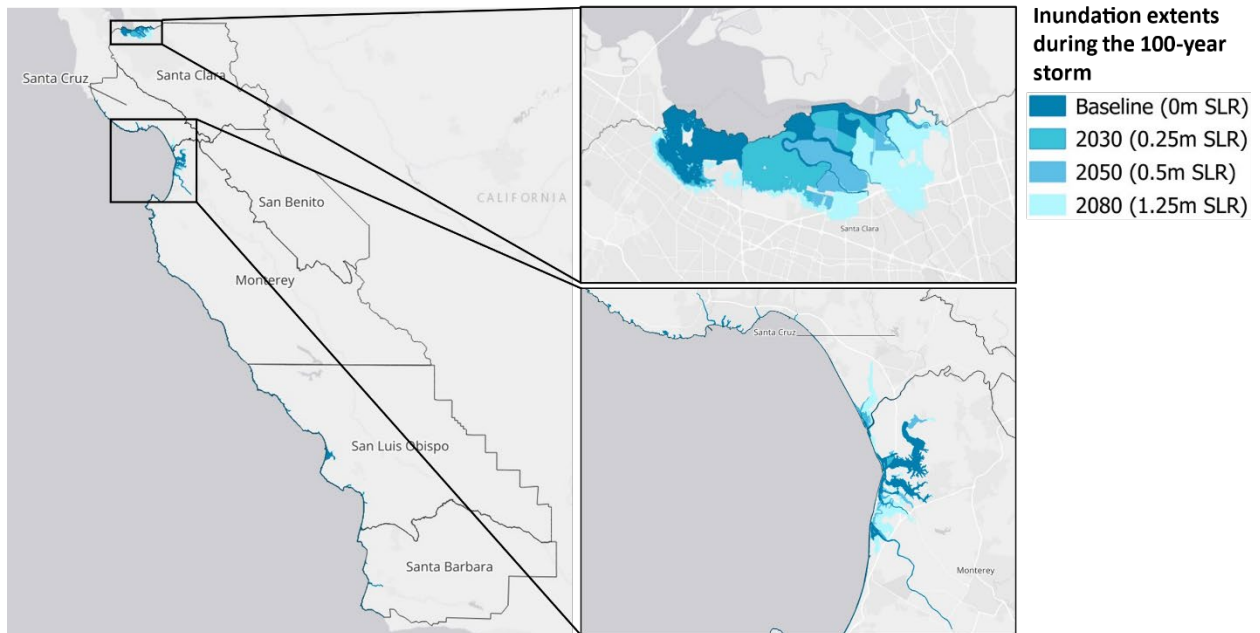 Inundation extents
during the 100-year
storm
Baseline (0m SLR)
2030 (0.25m SLR)
2050 (0.5m SLR)
2080 (1.25m SLR)
Santa Cruz
Santa Clara
San Benito
CALIFORNIA
Monterey
San Luis Obispo
Santa Barbara
Santa Clara
Santa Cruz
Monterey